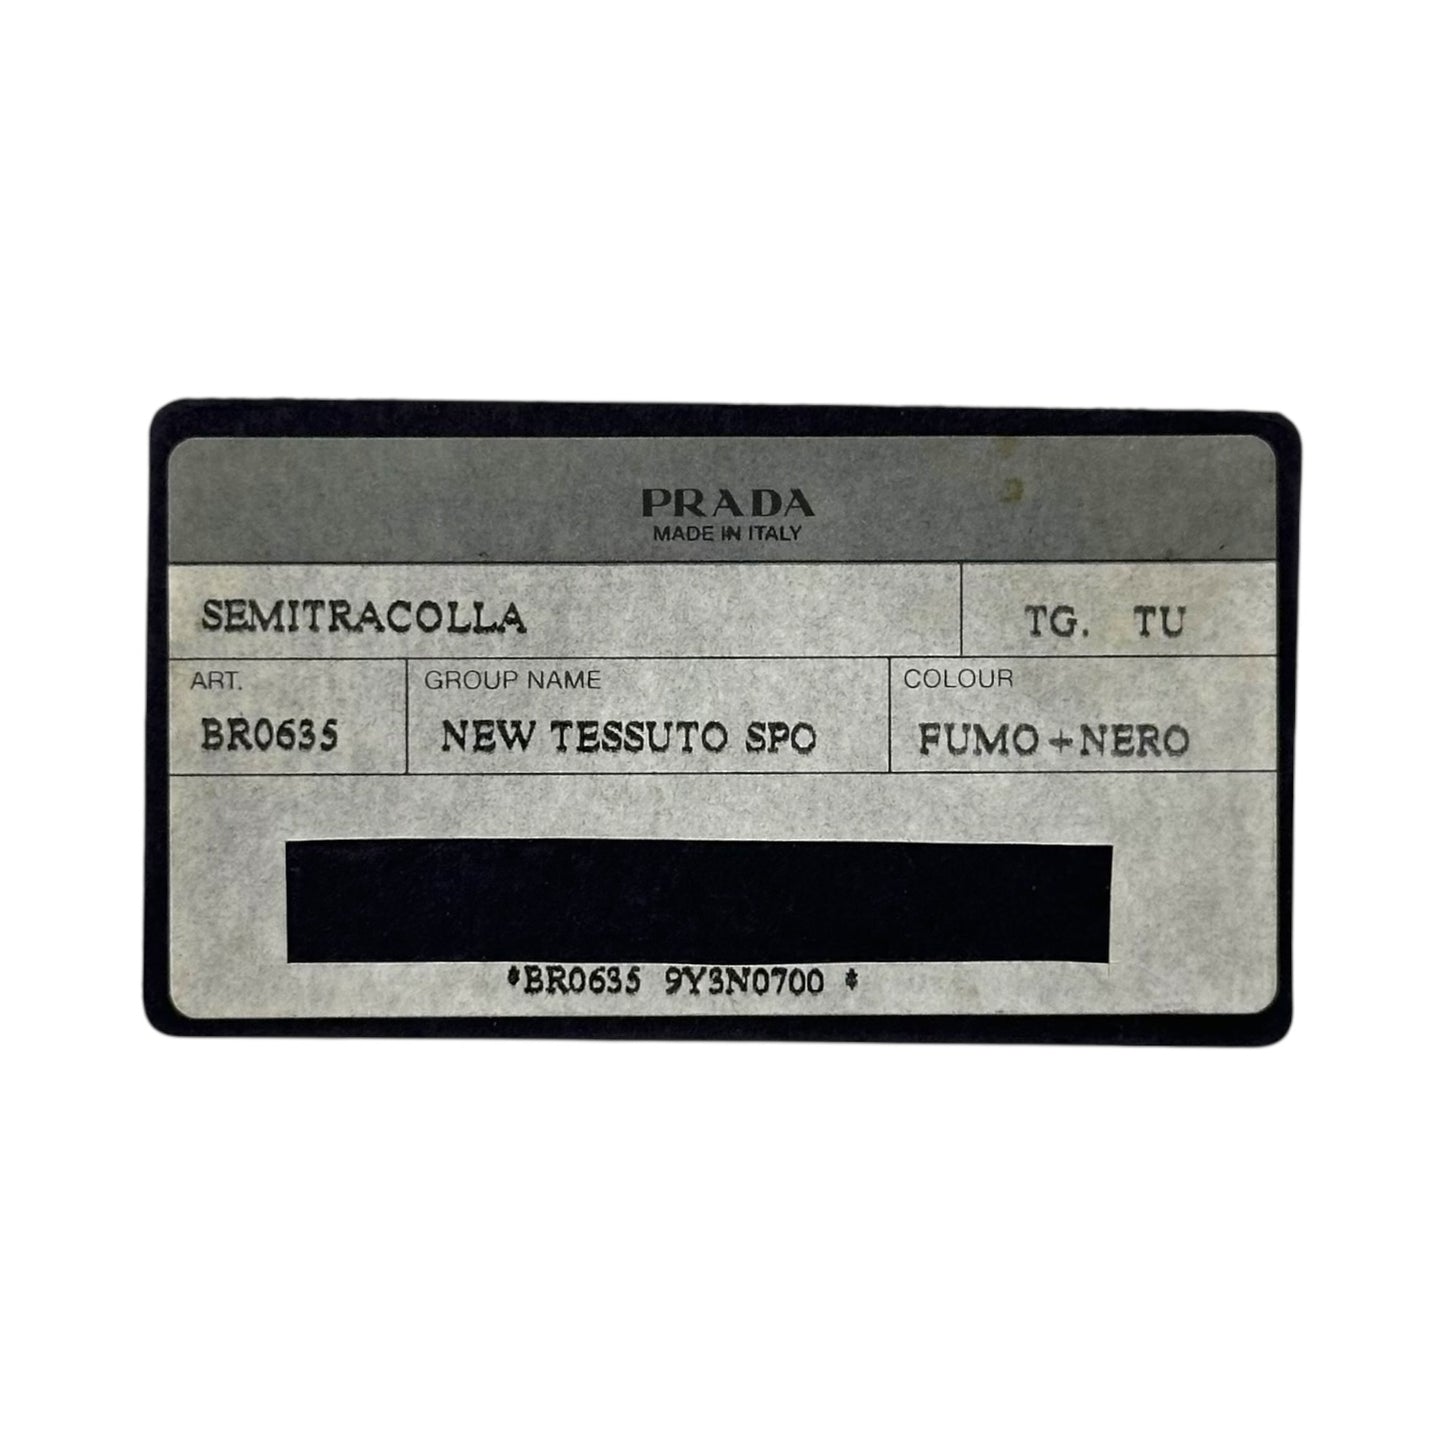 PRADA
MADE IN ITALY
SEMITRACOLLA TG. TU
ART. GROUP NAME COLOUR
BR0635 NEW TESSUTO SPO FUMO+NERO
*BR0635 9Y3N0700 *